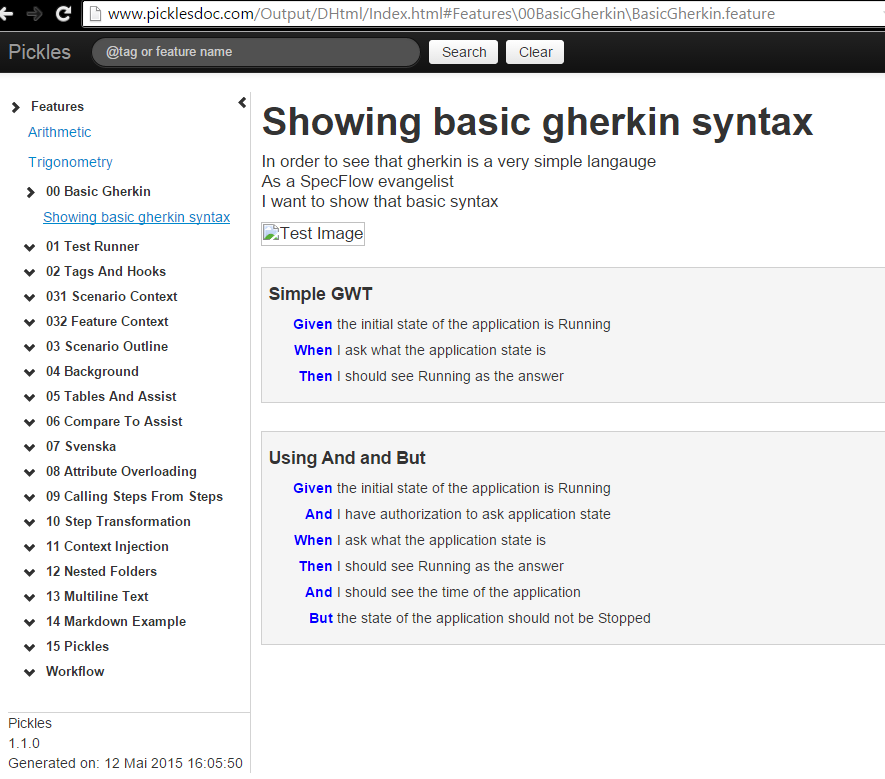 www.picklesdoc.com/Output/DHtml/Index.html#Features\00BasicGherkin\BasicGherkin.feature
Pickles
@tag or feature name
Search
Clear
Features
Arithmetic
Trigonometry
00 Basic Gherkin
Showing basic gherkin syntax
01 Test Runner
02 Tags And Hooks
031 Scenario Context
032 Feature Context
03 Scenario Outline
04 Background
05 Tables And Assist
06 Compare To Assist
07 Svenska
08 Attribute Overloading
09 Calling Steps From Steps
10 Step Transformation
11 Context Injection
12 Nested Folders
13 Multiline Text
14 Markdown Example
15 Pickles
Workflow
Pickles
1.1.0
Generated on: 12 Mai 2015 16:05:50
Showing basic gherkin syntax
In order to see that gherkin is a very simple langauge
As a SpecFlow evangelist
I want to show that basic syntax
Test Image
Simple GWT
Given the initial state of the application is Running
When I ask what the application state is
Then I should see Running as the answer
Using And and But
Given the initial state of the application is Running
And I have authorization to ask application state
When I ask what the application state is
Then I should see Running as the answer
And I should see the time of the application
But the state of the application should not be Stopped